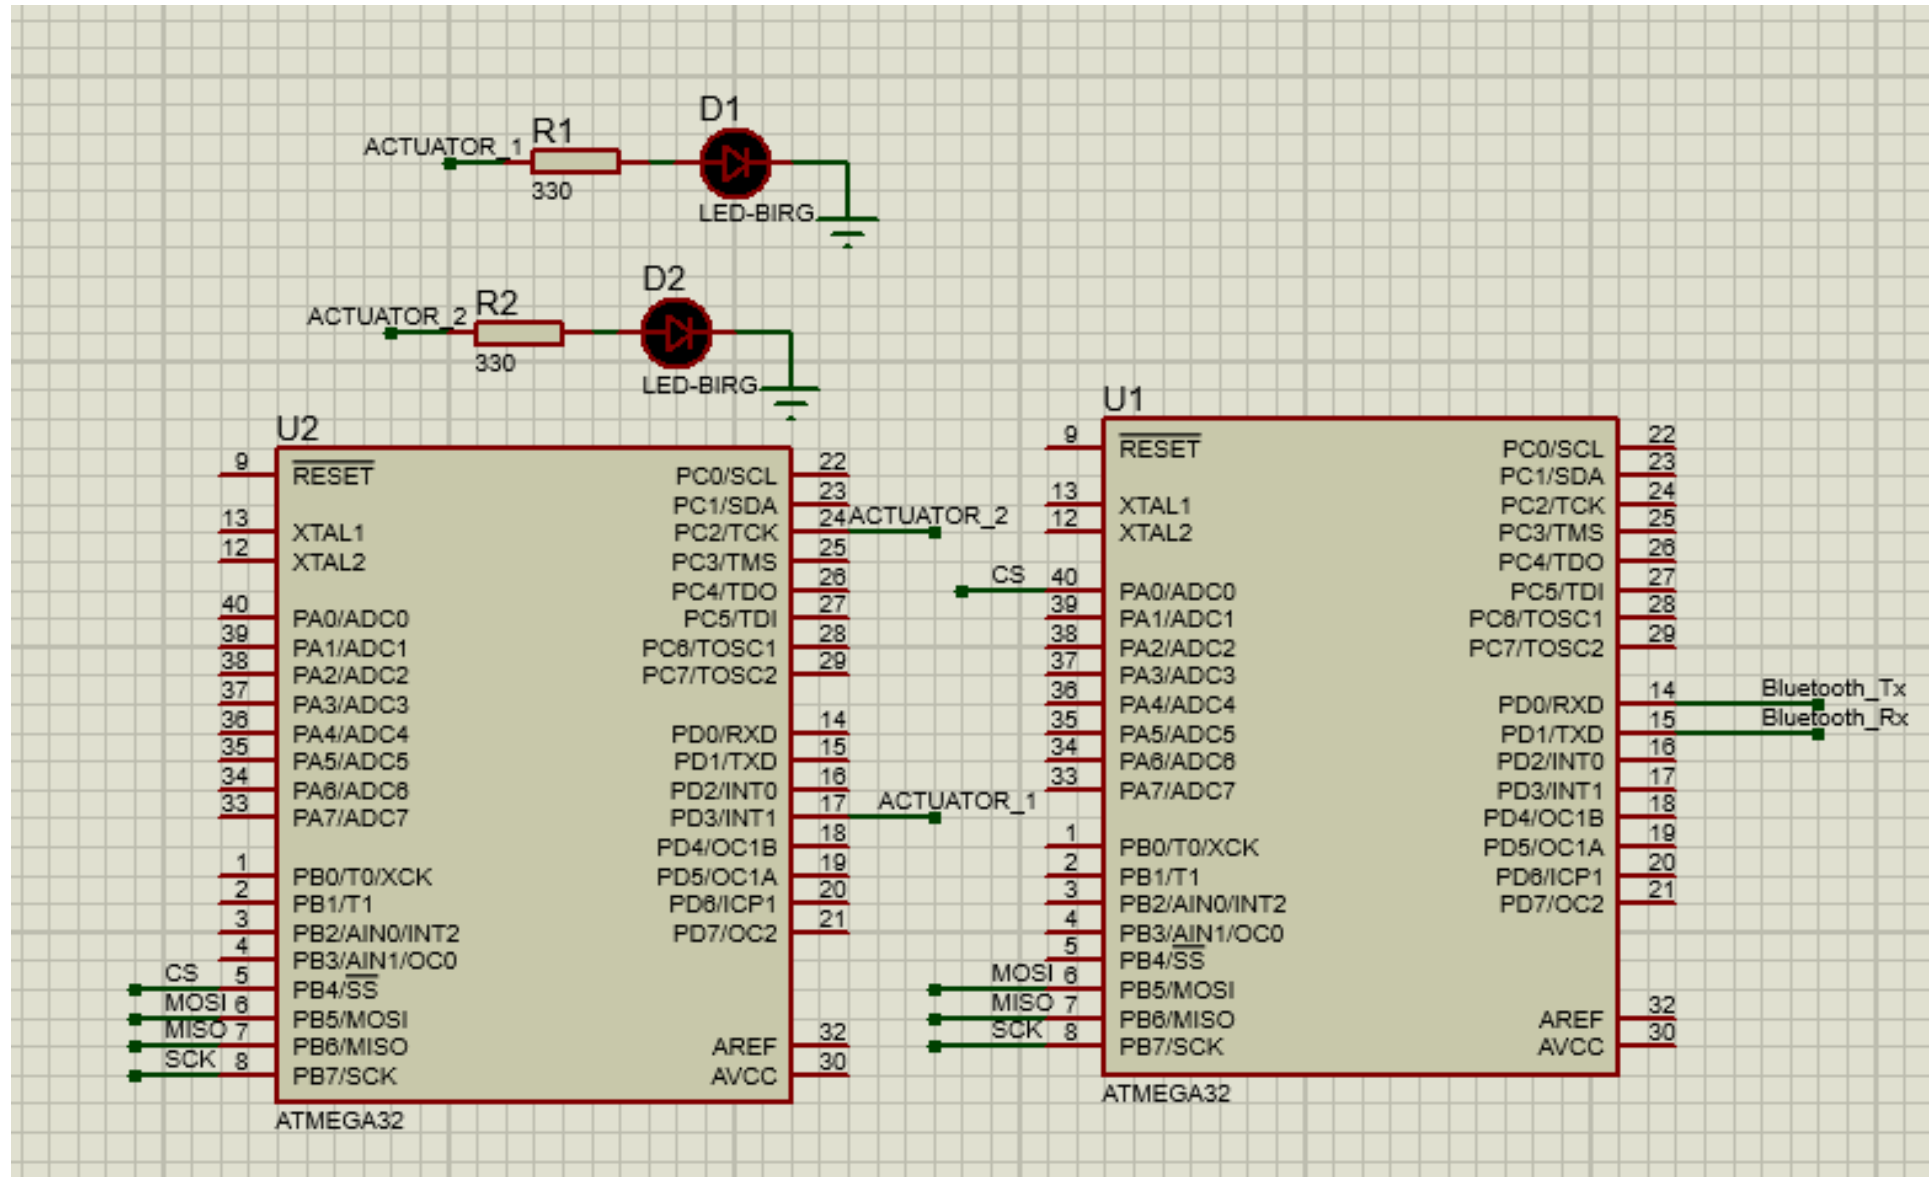 D1
R1
ACTUATOR_1
330
LED-BIRG
D2
R2
ACTUATOR_2
330
LED-BIRG
U2
9 RESET
13 XTAL1
12 XTAL2
40 PA0/ADC0
39 PA1/ADC1
38 PA2/ADC2
37 PA3/ADC3
36 PA4/ADC4
35 PA5/ADC5
34 PA6/ADC6
33 PA7/ADC7
1 PB0/T0/XCK
2 PB1/T1
3 PB2/AIN0/INT2
4 PB3/AIN1/OC0
CS 5 PB4/SS
MOSI 6 PB5/MOSI
MISO 7 PB6/MISO
SCK 8 PB7/SCK
PC0/SCL 22
PC1/SDA 23
PC2/TCK 24 ACTUATOR_2
PC3/TMS 25
PC4/TDO 26
PC5/TDI 27
PC6/TOSC1 28
PC7/TOSC2 29
PD0/RXD 14
PD1/TXD 15
PD2/INT0 16
PD3/INT1 17 ACTUATOR_1
PD4/OC1B 18
PD5/OC1A 19
PD6/ICP1 20
PD7/OC2 21
AREF 32
AVCC 30
ATMEGA32
U1
9 RESET
13 XTAL1
12 XTAL2
CS 40 PA0/ADC0
39 PA1/ADC1
38 PA2/ADC2
37 PA3/ADC3
36 PA4/ADC4
35 PA5/ADC5
34 PA6/ADC6
33 PA7/ADC7
1 PB0/T0/XCK
2 PB1/T1
3 PB2/AIN0/INT2
4 PB3/AIN1/OC0
5 PB4/SS
MOSI 6 PB5/MOSI
MISO 7 PB6/MISO
SCK 8 PB7/SCK
PC0/SCL 22
PC1/SDA 23
PC2/TCK 24
PC3/TMS 25
PC4/TDO 26
PC5/TDI 27
PC6/TOSC1 28
PC7/TOSC2 29
PD0/RXD 14 Bluetooth_Tx
PD1/TXD 15 Bluetooth_Rx
PD2/INT0 16
PD3/INT1 17
PD4/OC1B 18
PD5/OC1A 19
PD6/ICP1 20
PD7/OC2 21
AREF 32
AVCC 30
ATMEGA32